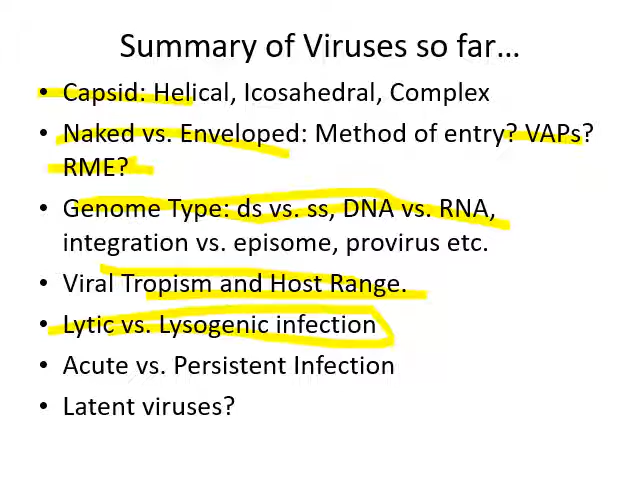 Summary of Viruses so far…
• Capsid: Helical, Icosahedral, Complex
• Naked vs. Enveloped: Method of entry? VAPs?
RME?
• Genome Type: ds vs. ss, DNA vs. RNA,
integration vs. episome, provirus etc.
• Viral Tropism and Host Range.
• Lytic vs. Lysogenic infection
• Acute vs. Persistent Infection
• Latent viruses?